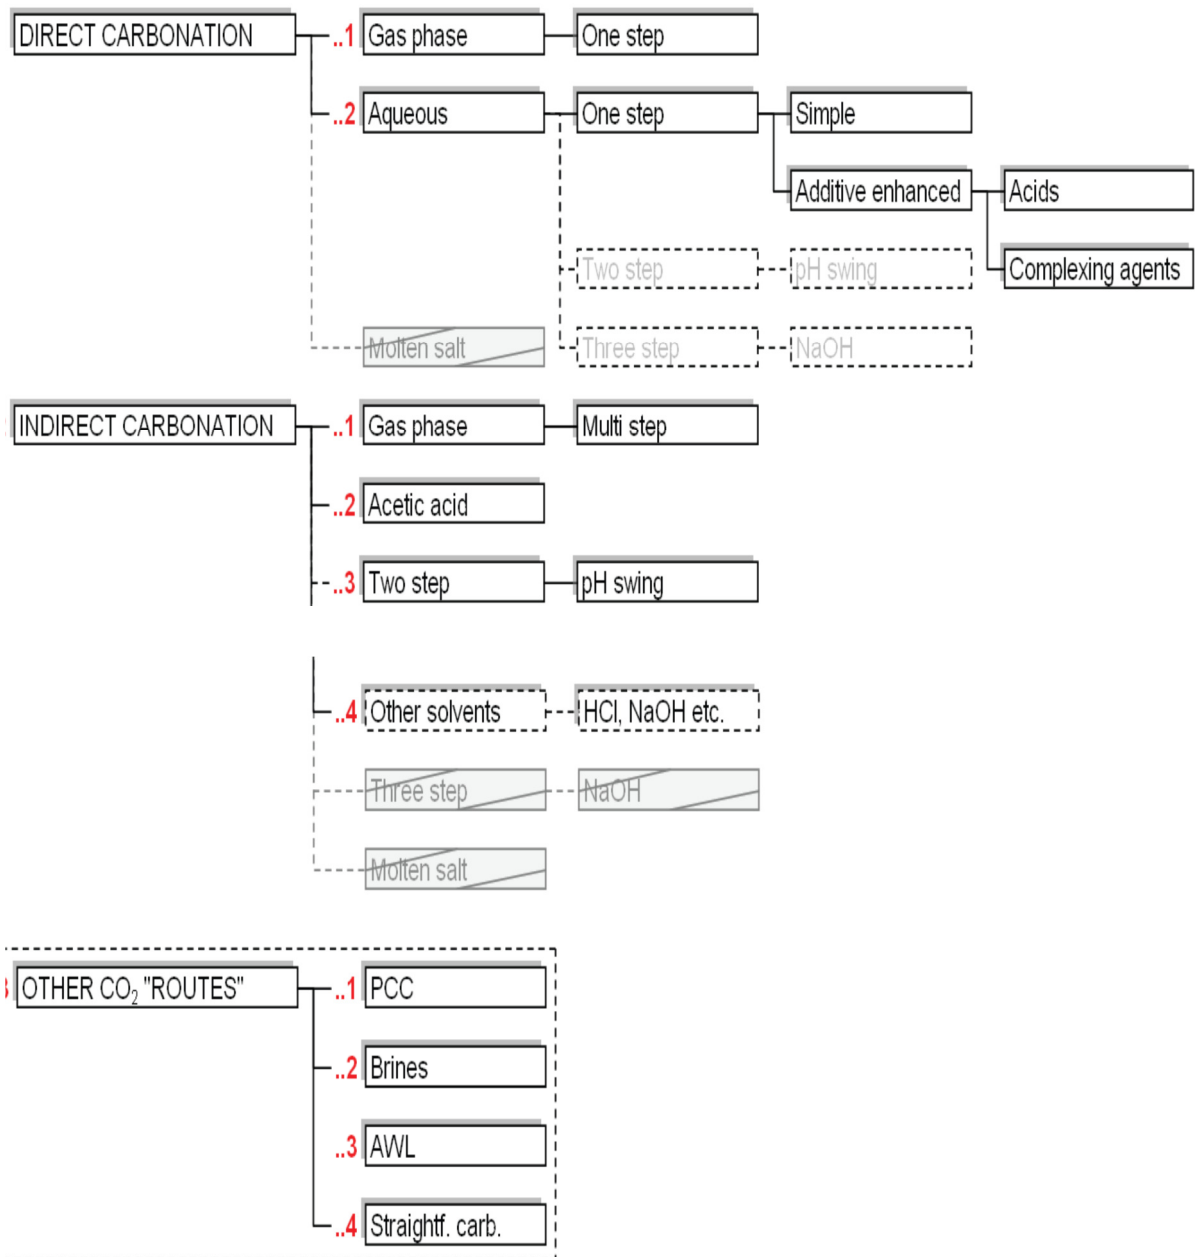 DIRECT CARBONATION ..1 Gas phase One step
..2 Aqueous One step Simple
Additive enhanced Acids
Two step pH swing Complexing agents
Molten salt Three step NaOH
INDIRECT CARBONATION ..1 Gas phase Multi step
..2 Acetic acid
..3 Two step pH swing
..4 Other solvents HCl, NaOH etc.
Three step NaOH
Molten salt
3 OTHER CO₂ "ROUTES" ..1 PCC
..2 Brines
..3 AWL
..4 Straightf. carb.